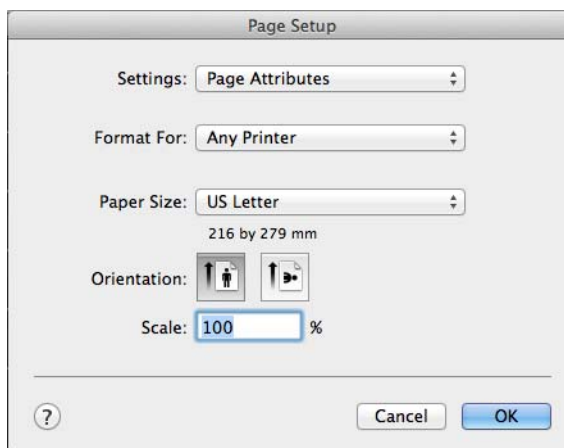 Page Setup
Settings: Page Attributes
Format For: Any Printer
Paper Size: US Letter
216 by 279 mm
Orientation:
Scale: 100 %
? Cancel OK